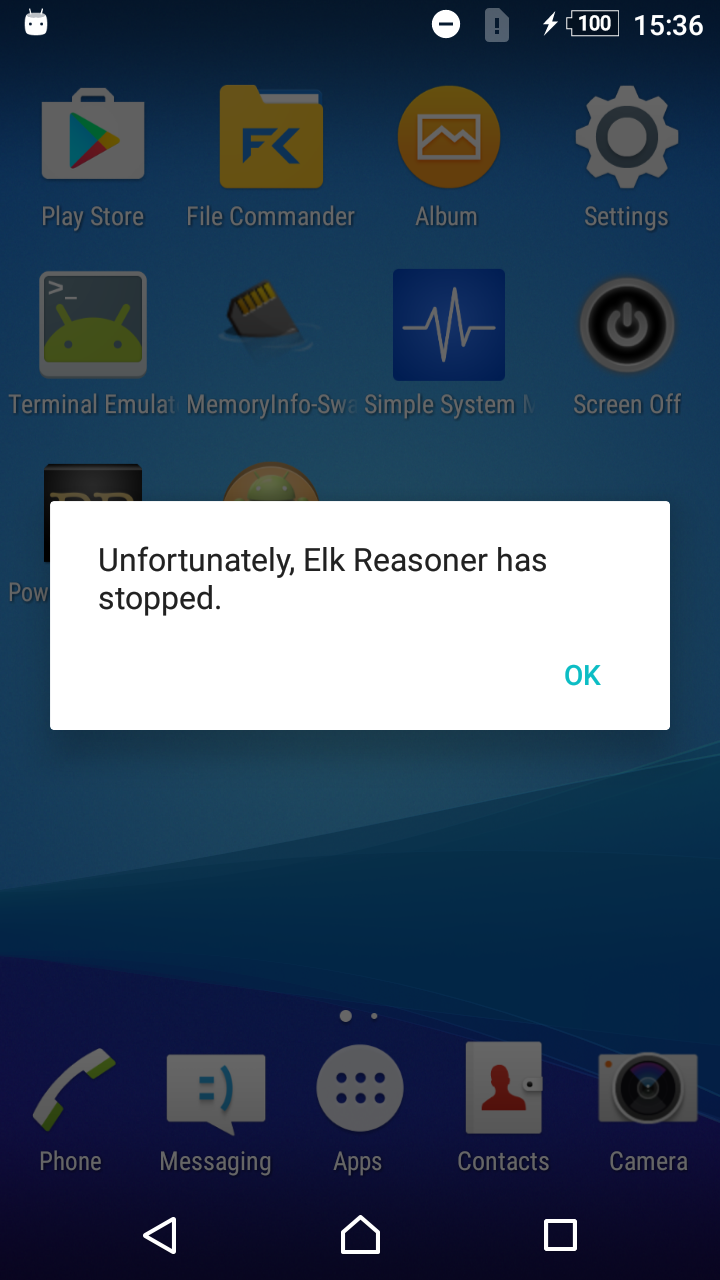 100 15:36
Play Store File Commander Album Settings
>_
Terminal Emulat MemoryInfo-Swa Simple System Screen Off
Pow
Unfortunately, Elk Reasoner has
stopped.
OK
Phone Messaging Apps Contacts Camera